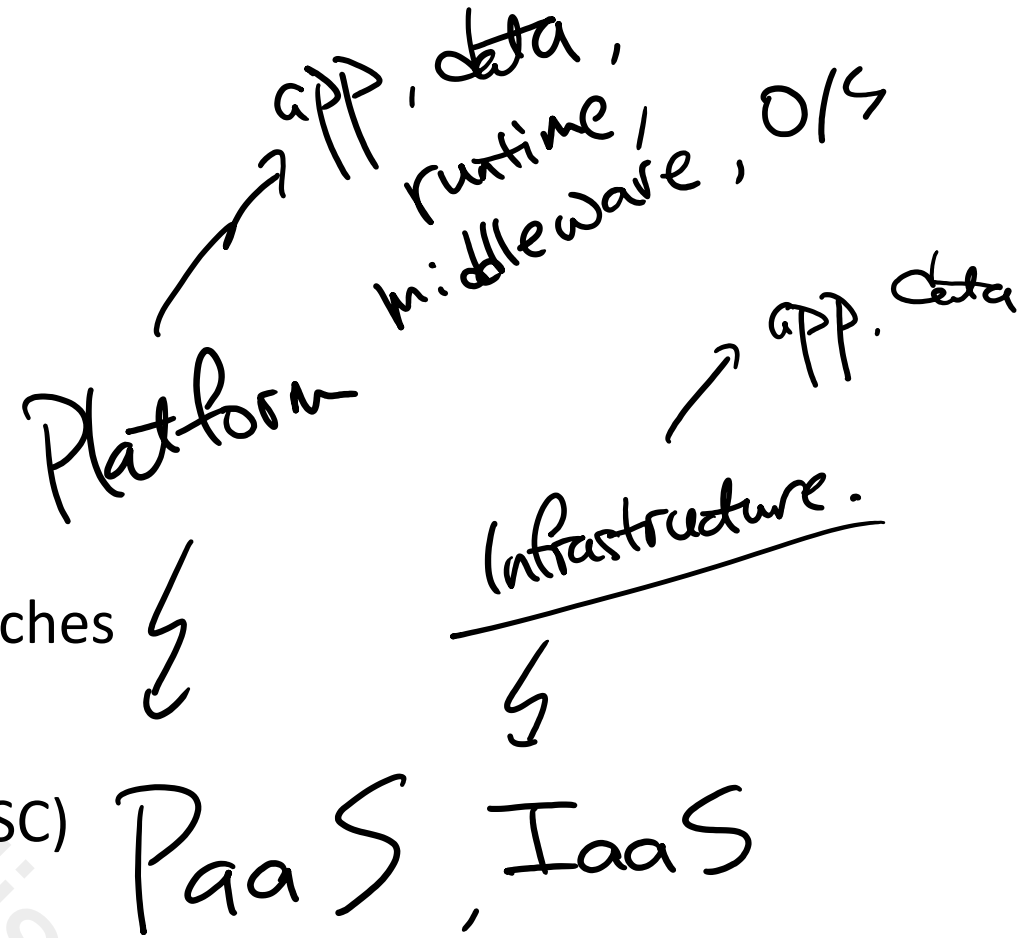 app, data,
runtime,
middleware, O/S
app. data
Platform
Infrastructure.
ches
SC)
PaaS, IaaS